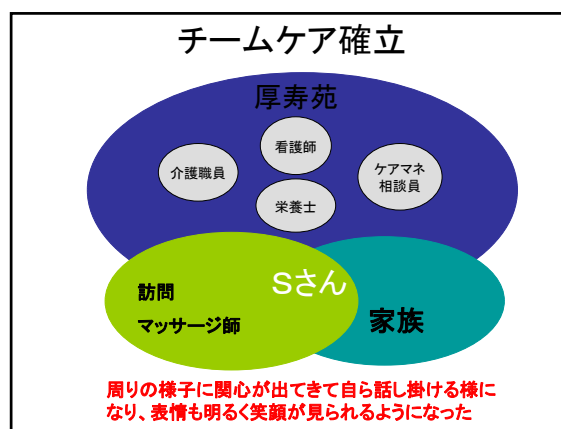 チームケア確立
厚寿苑
看護師
介護職員
ケアマネ
相談員
栄養士
Sさん
訪問
マッサージ師
家族
周りの様子に関心が出てきて自ら話し掛ける様に
なり、表情も明るく笑顔が見られるようになった